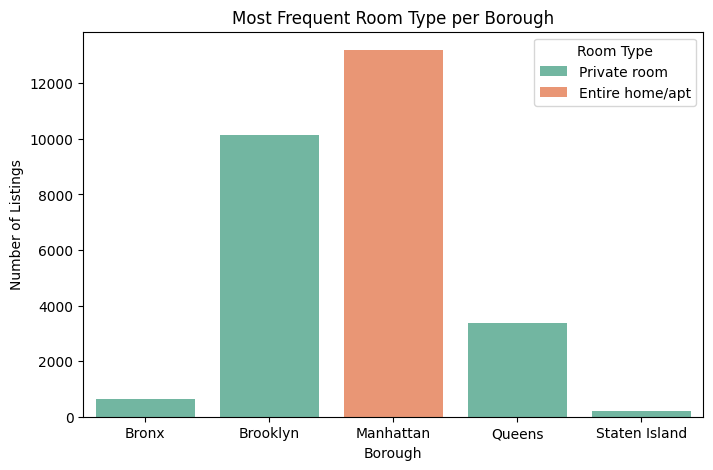 Most Frequent Room Type per Borough
Room Type
Private room
Entire home/apt
Number of Listings
12000
10000
8000
6000
4000
2000
0
Bronx
Brooklyn
Manhattan
Queens
Staten Island
Borough